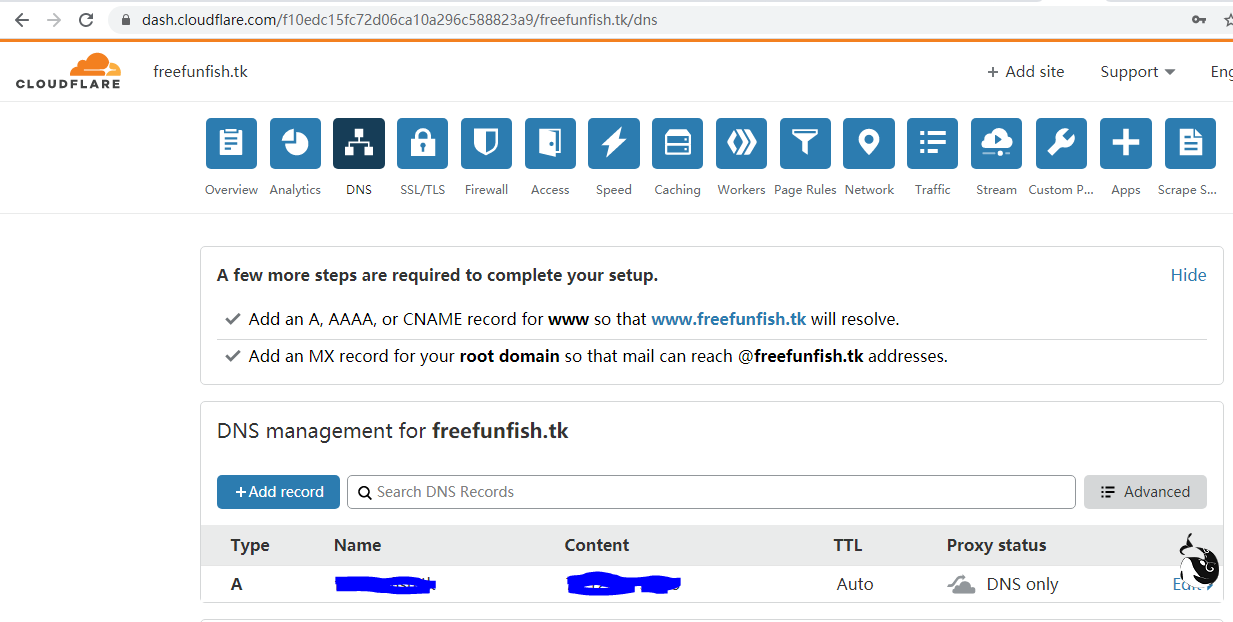 dash.cloudflare.com/f10edc15fc72d06ca10a296c588823a9/freefunfish.tk/dns
CLOUDFLARE
freefunfish.tk
+ Add site
Support
Eng
Overview Analytics DNS SSL/TLS Firewall Access Speed Caching Workers Page Rules Network Traffic Stream Custom P... Apps Scrape S...
A few more steps are required to complete your setup.
Hide
Add an A, AAAA, or CNAME record for www so that www.freefunfish.tk will resolve.
Add an MX record for your root domain so that mail can reach @freefunfish.tk addresses.
DNS management for freefunfish.tk
+Add record
Search DNS Records
Advanced
Type Name Content TTL Proxy status
A Auto DNS only